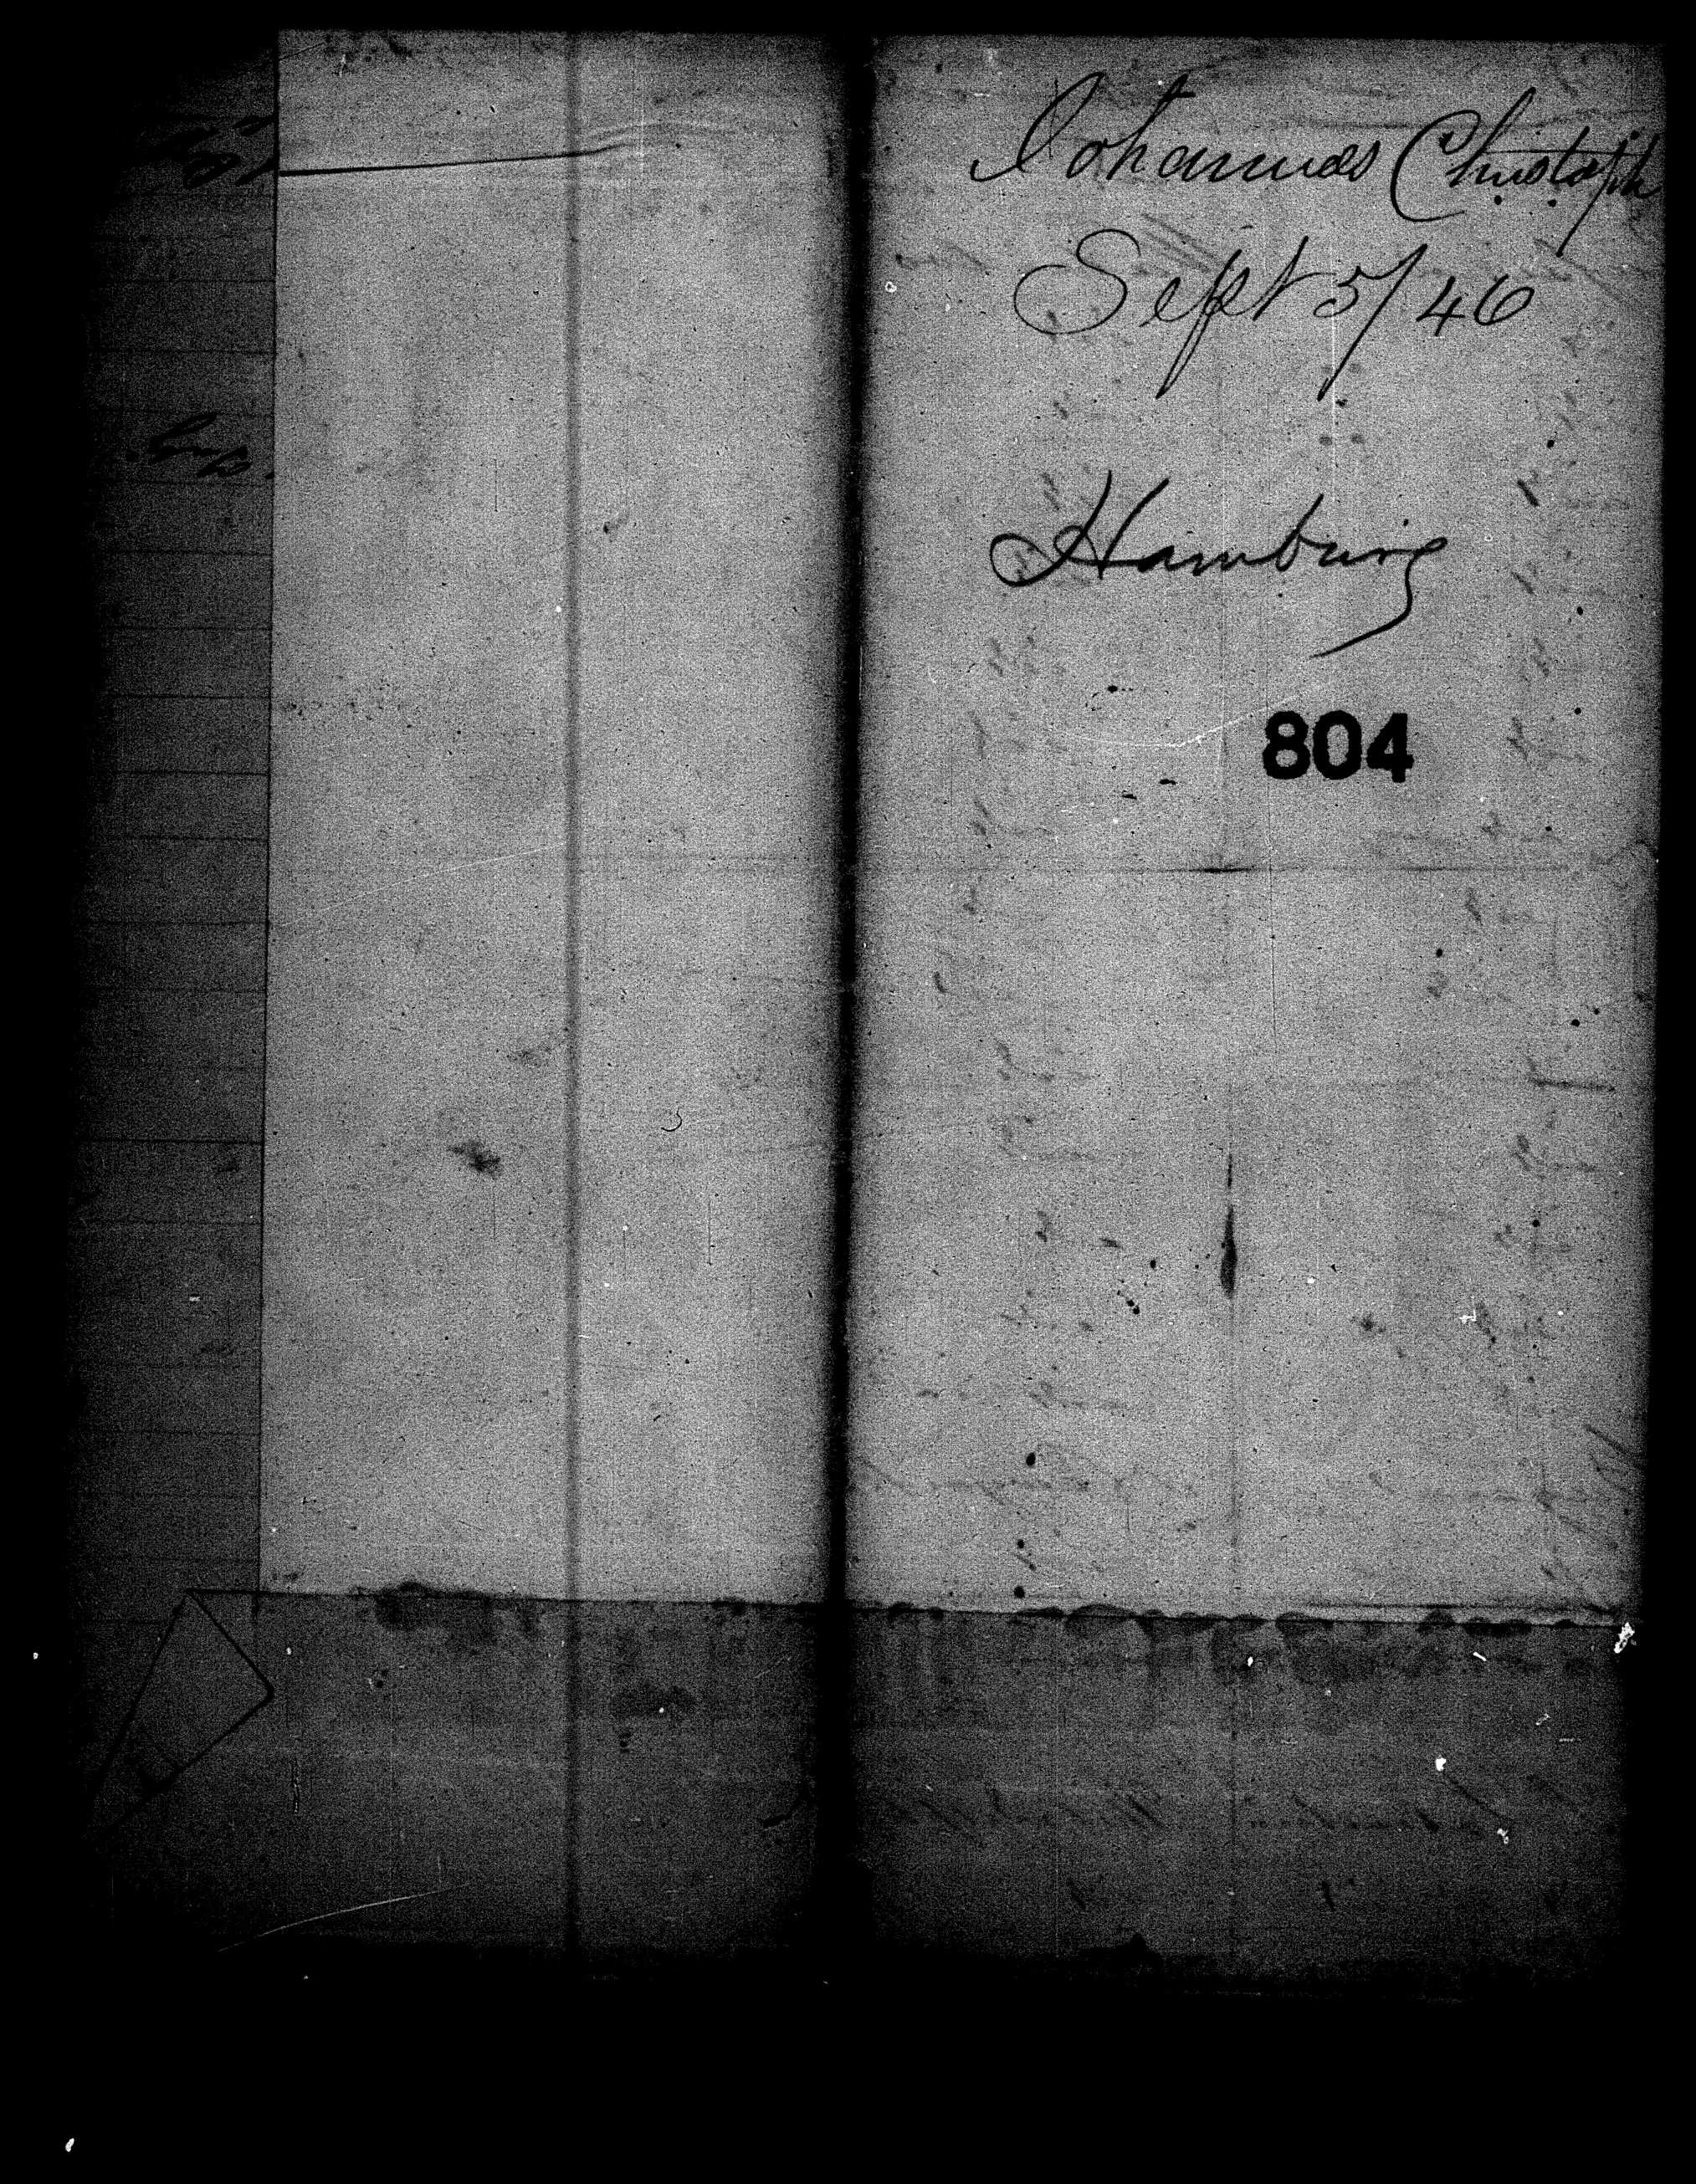 Johannes Christoph
Sept 5/46
Hamburg
804